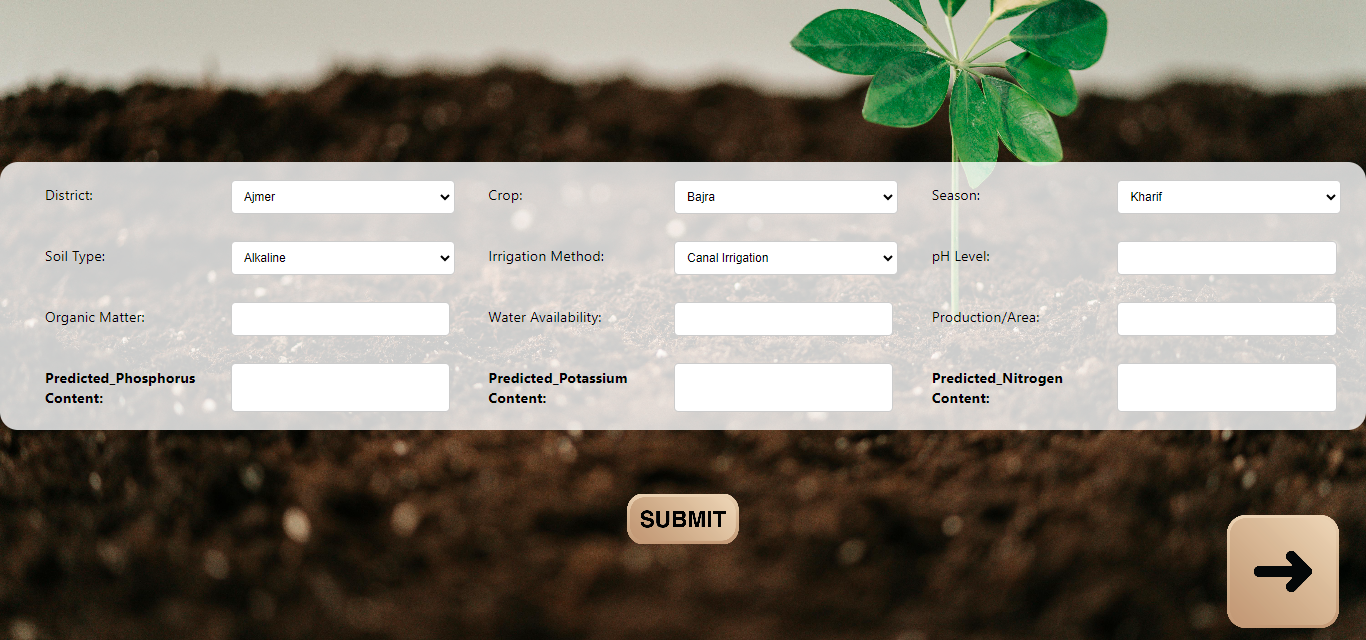 District: Ajmer Crop: Bajra Season: Kharif
Soil Type: Alkaline Irrigation Method: Canal Irrigation pH Level:
Organic Matter: Water Availability: Production/Area:
Predicted_Phosphorus
Content:
Predicted_Potassium
Content:
Predicted_Nitrogen
Content:
SUBMIT